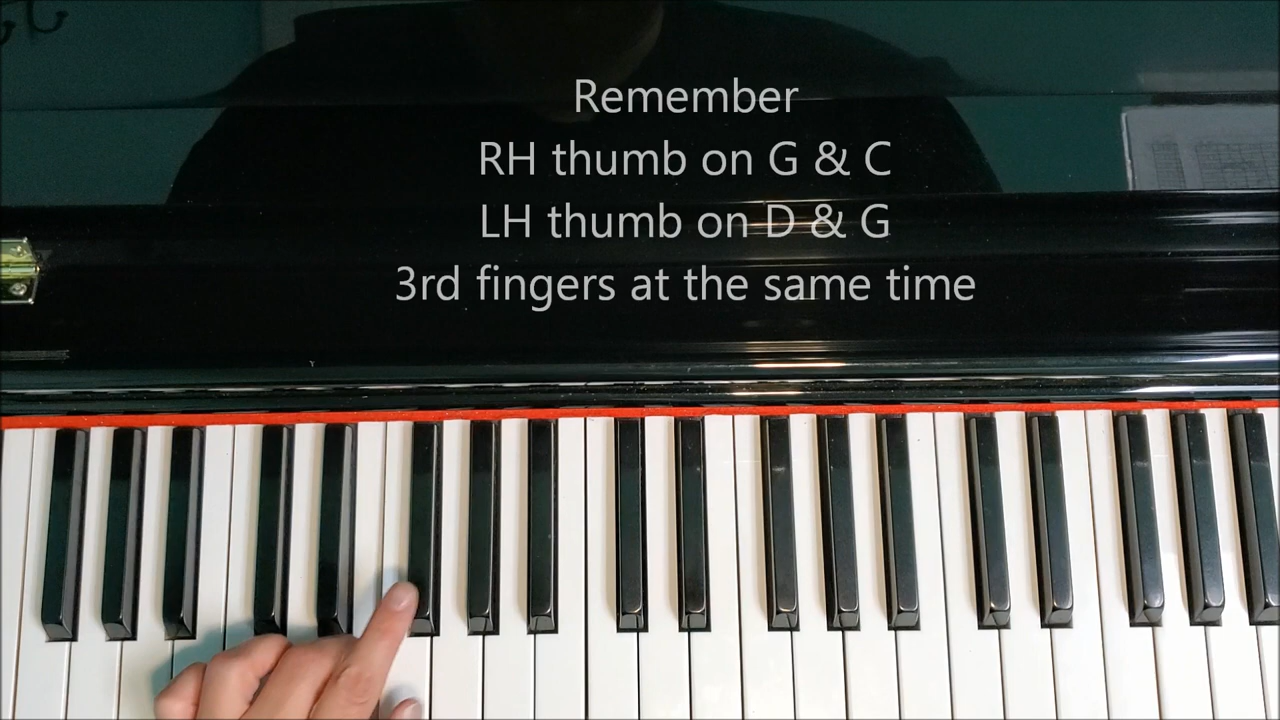 Remember
RH thumb on G & C
LH thumb on D & G
3rd fingers at the same time